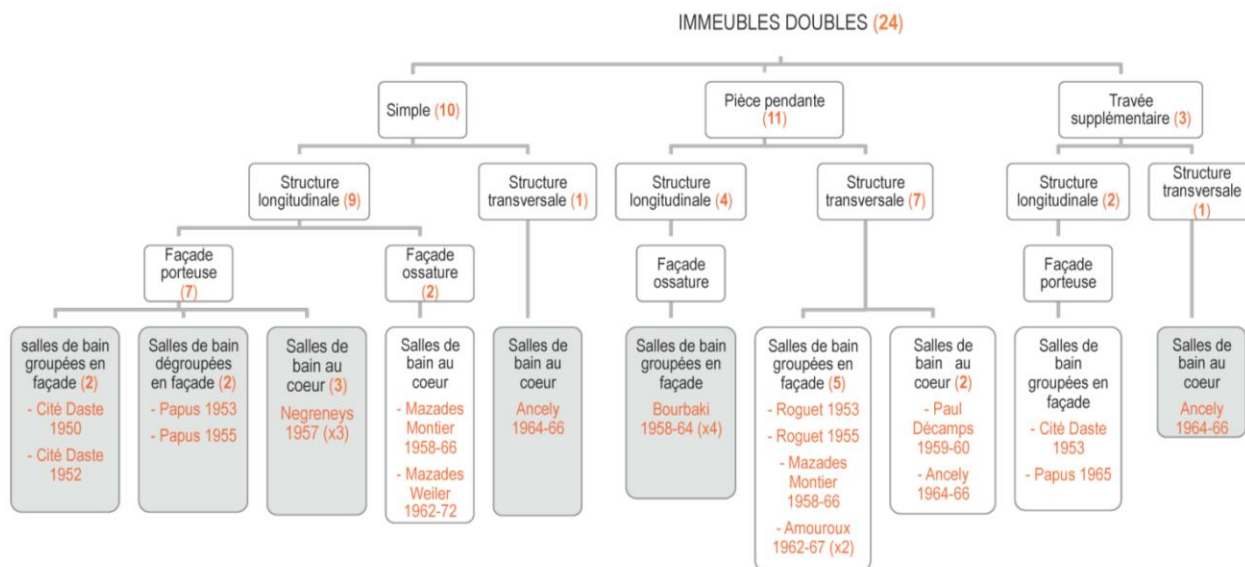 IMMEUBLES DOUBLES (24)
Simple (10)
Pièce pendante
(11)
Travée
supplémentaire (3)
Structure
longitudinale (9)
Structure
transversale (1)
Structure
longitudinale (4)
Structure
transversale (7)
Structure
longitudinale (2)
Structure
transversale
(1)
Façade
porteuse
(7)
Façade
ossature
(2)
Façade
ossature
Façade
porteuse
salles de bain
groupées en
façade (2)
- Cité Daste
1950
- Cité Daste
1952
Salles de bain
dégroupées
en façade (2)
- Papus 1953
- Papus 1955
Salles de
bain au
coeur (3)
Negreneys
1957 (x3)
Salles de
bain au
coeur
- Mazades
Montier
1958-66
- Mazades
Weiler
1962-72
Salles de
bain au
coeur
Ancely
1964-66
Salles de bain
groupées en
façade
Bourbaki
1958-64 (x4)
Salles de bain
groupées en
façade (5)
- Roguet 1953
- Roguet 1955
- Mazades
Montier
1958-66
- Amouroux
1962-67 (x2)
Salles de
bain au
coeur (2)
- Paul
Décamps
1959-60
- Ancely
1964-66
Salles de
bain
groupées en
façade
- Cité Daste
1953
- Papus 1965
Salles de
bain au
coeur
Ancely
1964-66